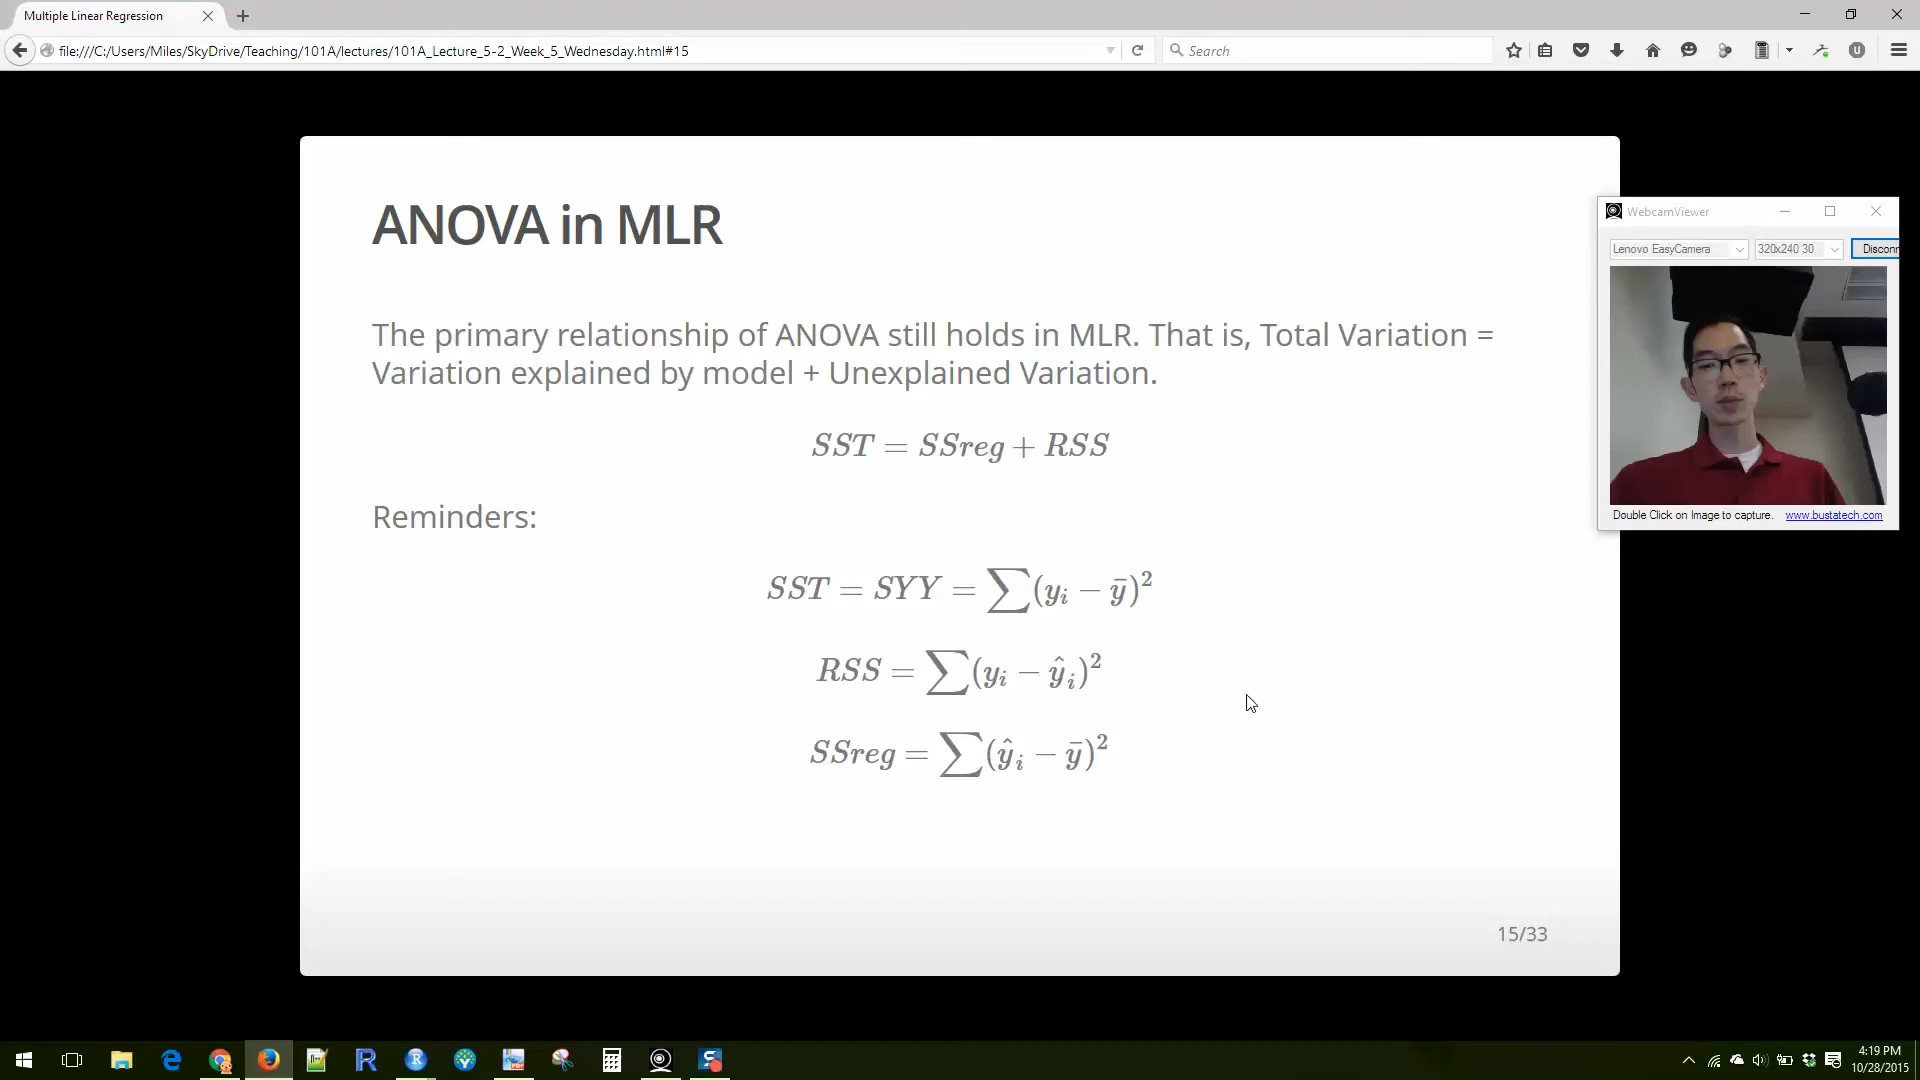 Multiple Linear Regression
file:///C:/Users/Miles/SkyDrive/Teaching/101A/lectures/101A_Lecture_5-2_Week_5_Wednesday.html#15
Search
ANOVA in MLR
The primary relationship of ANOVA still holds in MLR. That is, Total Variation =
Variation explained by model + Unexplained Variation.
SST = SSreg + RSS
Reminders:
SST = SYY = ∑(yᵢ − ȳ)²
RSS = ∑(yᵢ − ŷᵢ)²
SSreg = ∑(ŷᵢ − ȳ)²
15/33
WebcamViewer
Lenovo EasyCamera
320x240 30
Disconn
Double Click on Image to capture.
www.bustatech.com
4:19 PM
10/28/2015